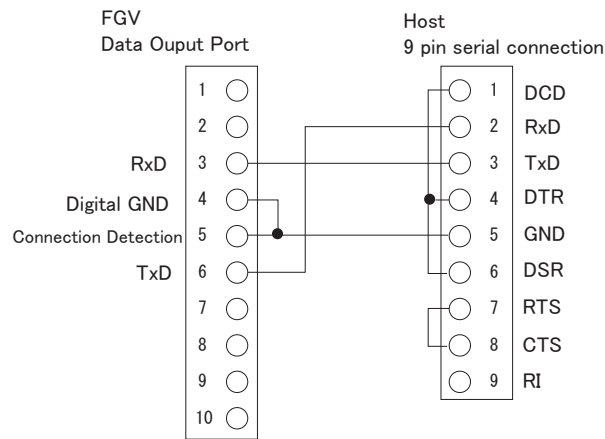 FGV
Data Ouput Port
Host
9 pin serial connection
1
2
RxD 3
Digital GND 4
Connection Detection 5
TxD 6
7
8
9
10
1 DCD
2 RxD
3 TxD
4 DTR
5 GND
6 DSR
7 RTS
8 CTS
9 RI